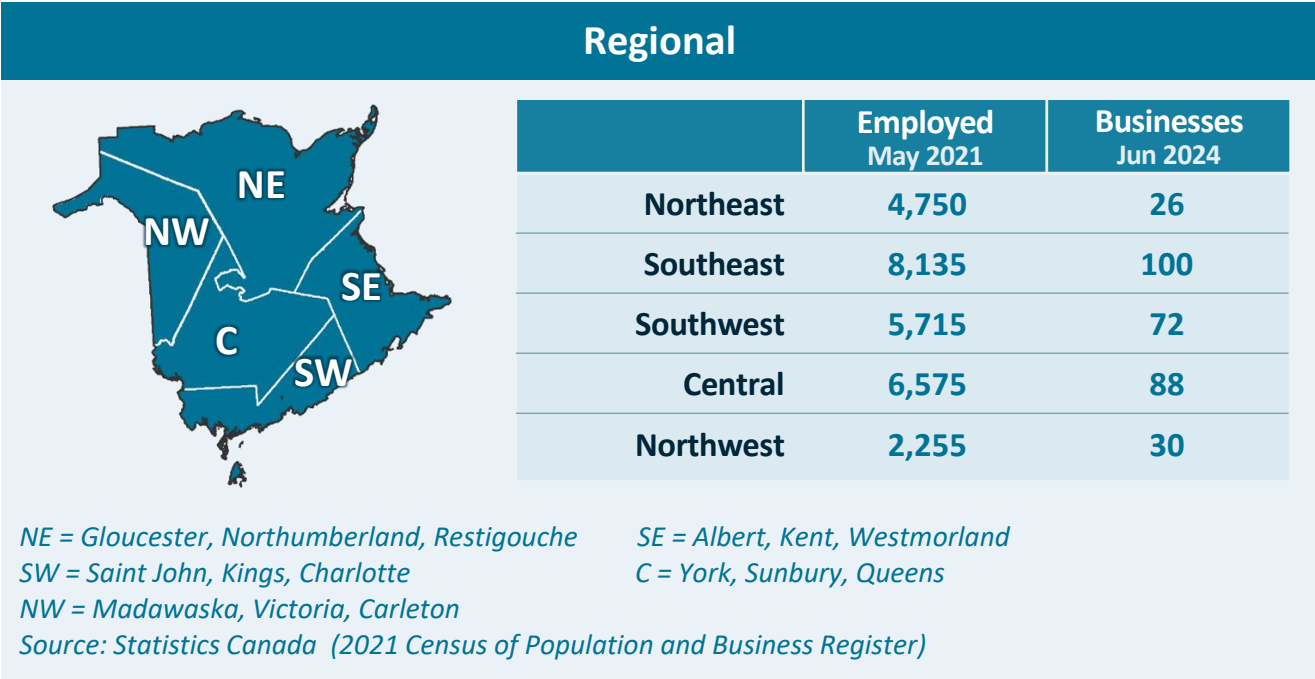 Regional
NE
NW
SE
C
SW
Employed Businesses
May 2021 Jun 2024
Northeast 4,750 26
Southeast 8,135 100
Southwest 5,715 72
Central 6,575 88
Northwest 2,255 30
NE = Gloucester, Northumberland, Restigouche SE = Albert, Kent, Westmorland
SW = Saint John, Kings, Charlotte C = York, Sunbury, Queens
NW = Madawaska, Victoria, Carleton
Source: Statistics Canada (2021 Census of Population and Business Register)